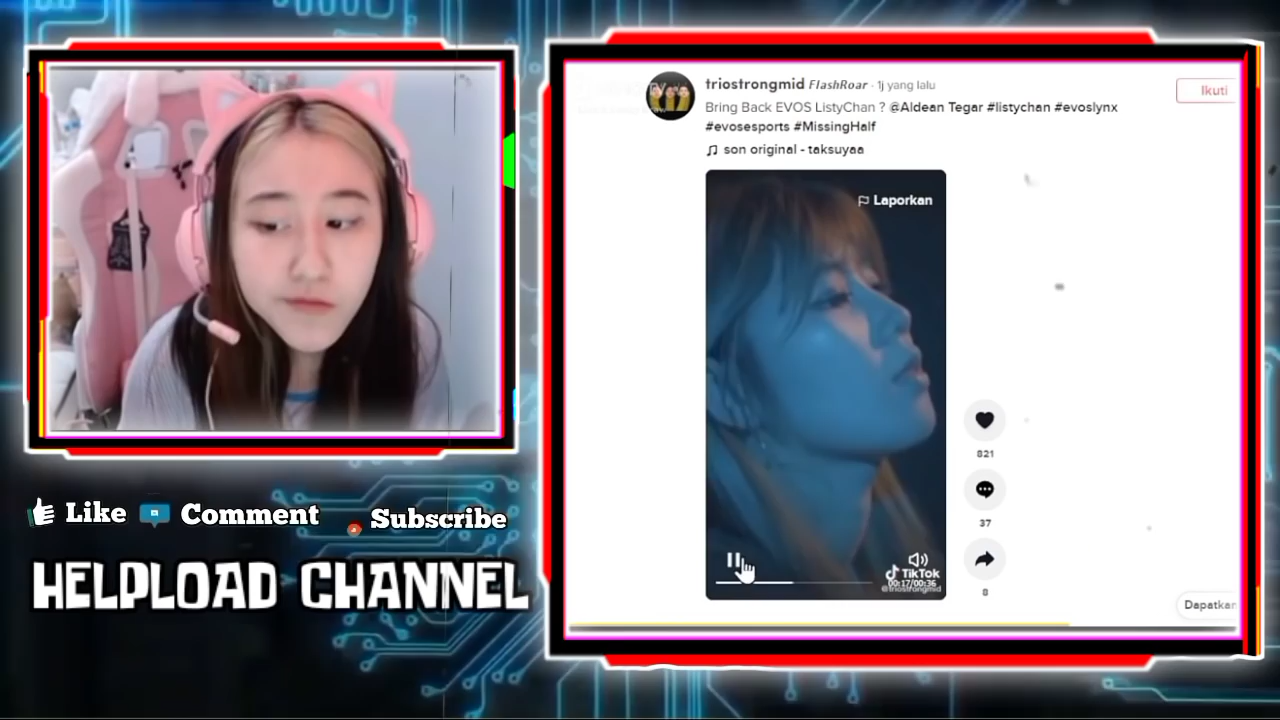 triostrongmid FlashRoar · 1j yang lalu
Ikuti
Bring Back EVOS ListyChan ? @Aldean Tegar #listychan #evoslynx
#evosesports #MissingHalf
son original - taksuyaa
Laporkan
821
37
8
TikTok
00:17/00:36
@triostrongmid
Dapatkan
Like Comment Subscribe
HELPLOAD CHANNEL